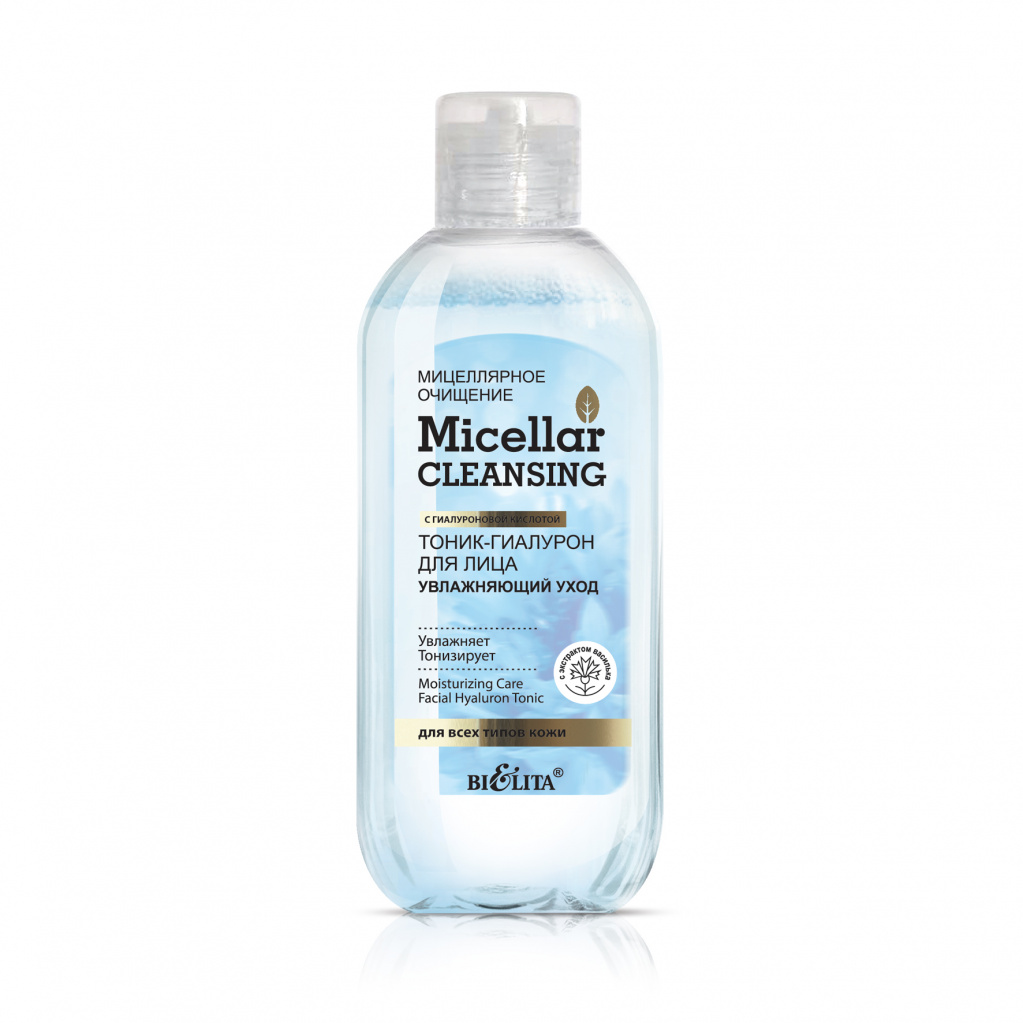 МИЦЕЛЛЯРНОЕ
ОЧИЩЕНИЕ
Micellar
CLEANSING
С ГИАЛУРОНОВОЙ КИСЛОТОЙ
ТОНИК-ГИАЛУРОН
ДЛЯ ЛИЦА
УВЛАЖНЯЮЩИЙ УХОД
Увлажняет
Тонизирует
с экстрактом василька
Moisturizing Care
Facial Hyaluron Tonic
для всех типов кожи
BIELITA®